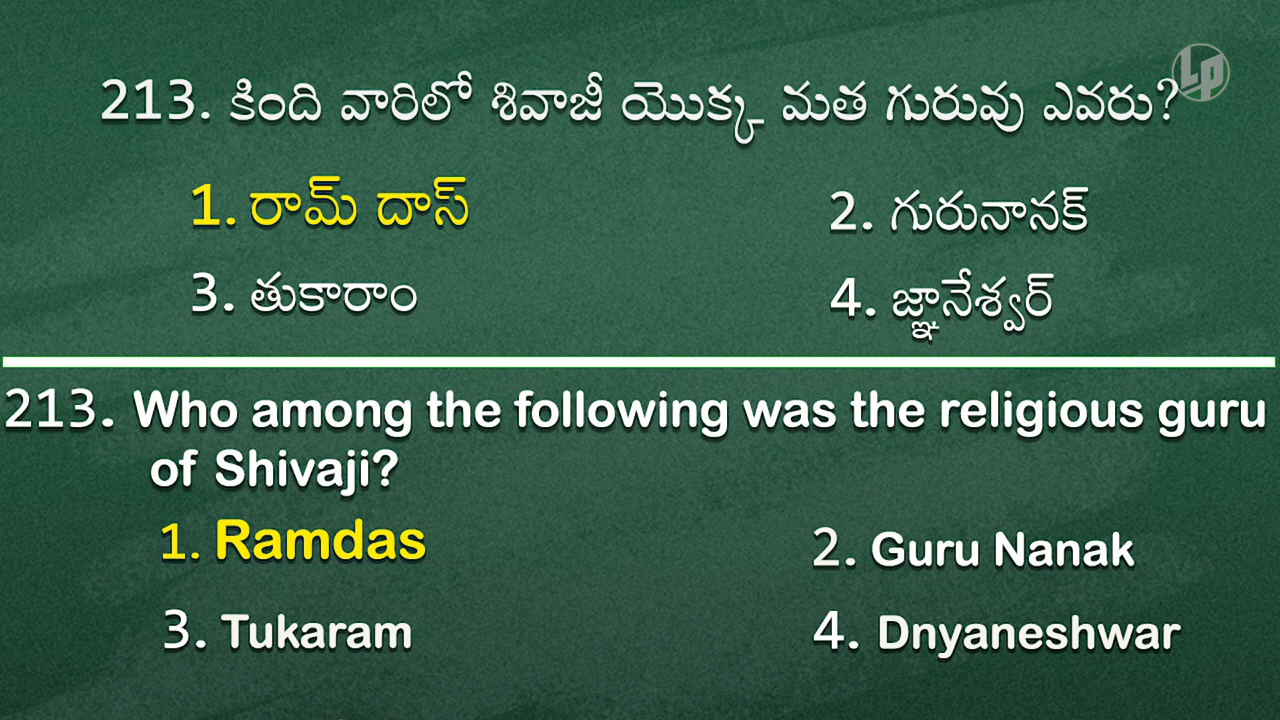 213. కింది వారిలో శివాజీ యొక్క మత గురువు ఎవరు?
LP
1. రామ్ దాస్
2. గురునానక్
3. తుకారాం
4. జ్ఞానేశ్వర్
213. Who among the following was the religious guru
of Shivaji?
1. Ramdas
2. Guru Nanak
3. Tukaram
4. Dnyaneshwar